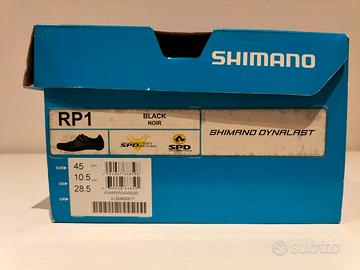 SHIMANO
RP1
BLACK
NOIR
SPD-SL
SPD
SHIMANO DYNALAST
45
10.5
28.5
subito